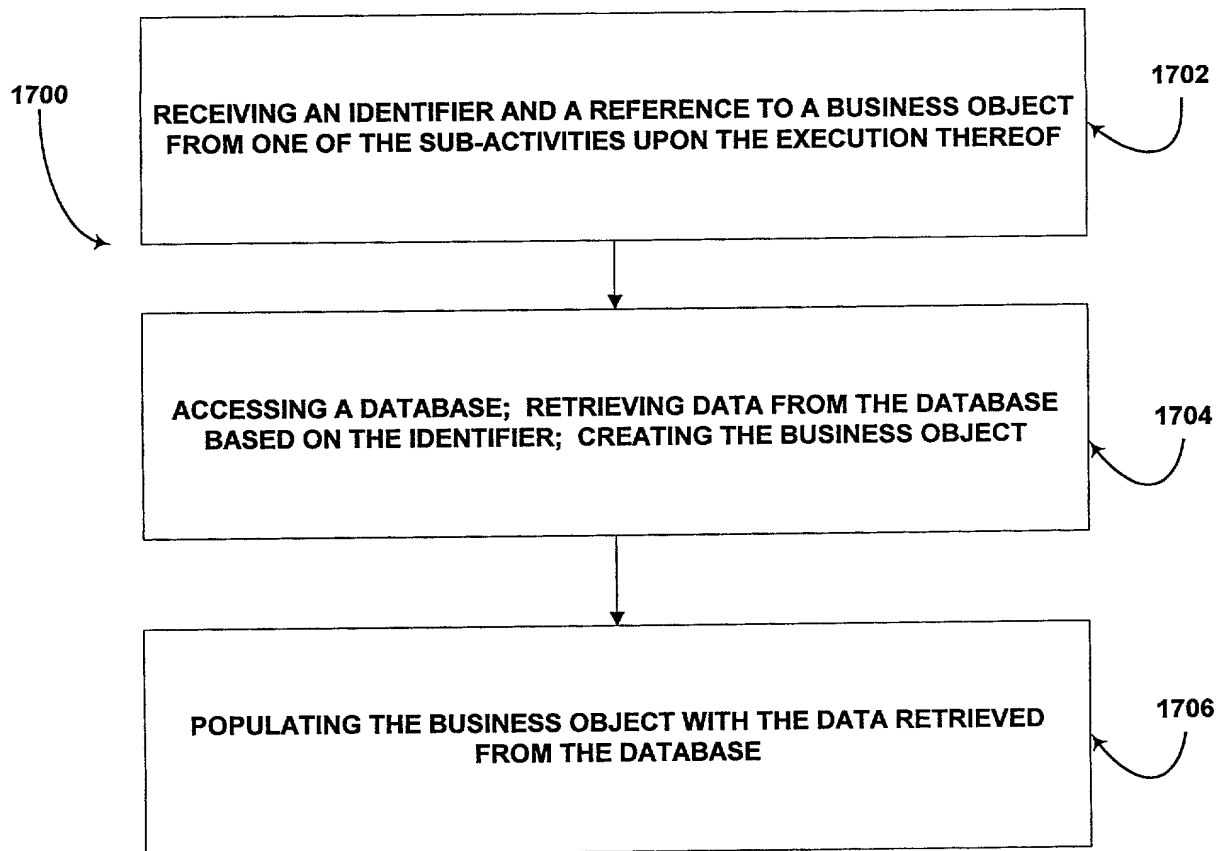 1700
1702
RECEIVING AN IDENTIFIER AND A REFERENCE TO A BUSINESS OBJECT
FROM ONE OF THE SUB-ACTIVITIES UPON THE EXECUTION THEREOF
ACCESSING A DATABASE; RETRIEVING DATA FROM THE DATABASE
BASED ON THE IDENTIFIER; CREATING THE BUSINESS OBJECT
1704
POPULATING THE BUSINESS OBJECT WITH THE DATA RETRIEVED
FROM THE DATABASE
1706